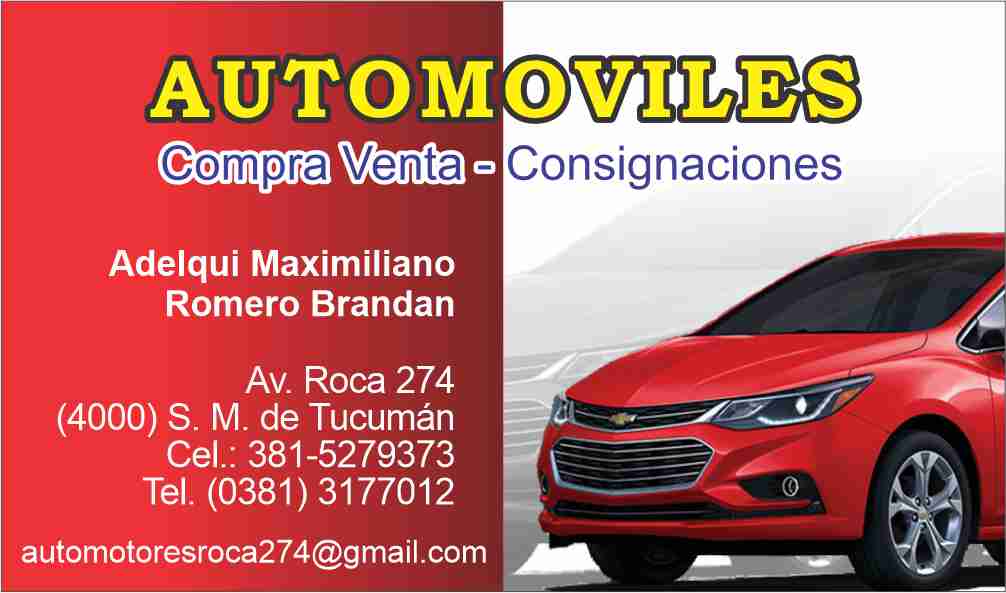 AUTOMOVILES
Compra Venta - Consignaciones
Adelqui Maximiliano
Romero Brandan
Av. Roca 274
(4000) S. M. de Tucumán
Cel.: 381-5279373
Tel. (0381) 3177012
automotoresroca274@gmail.com